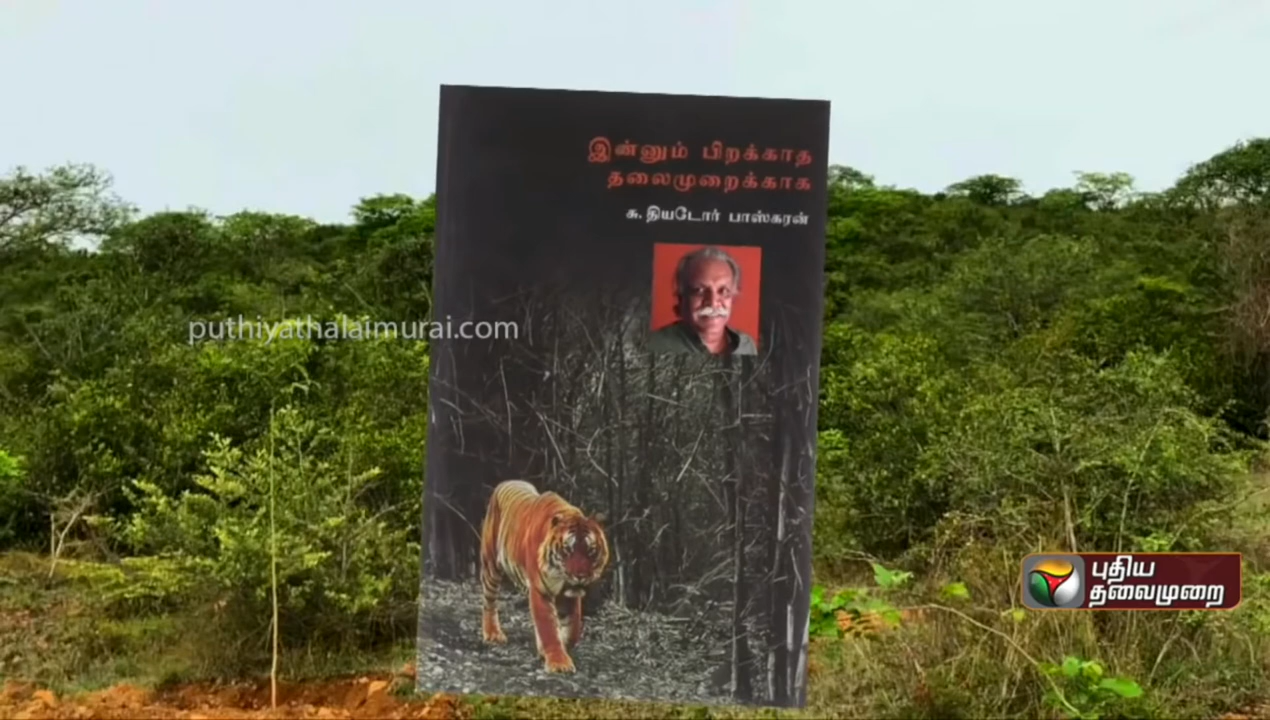 இன்னும் பிறக்காத
தலைமுறைக்காக
சு. தியடோர் பாஸ்கரன்
puthiyathalaimurai.com
புதிய
தலைமுறை